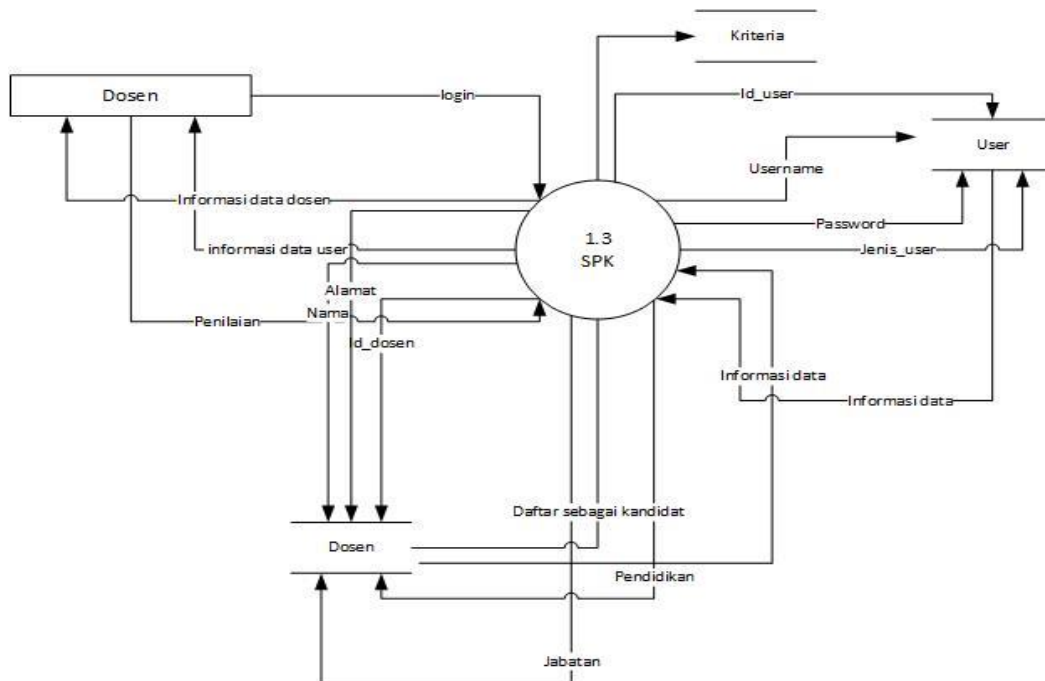 Kriteria
Dosen
login
Id_user
User
Username
Informasi data dosen
Password
1.3
SPK
informasi data user
Jenis_user
Alamat
Nama
Penilaian
Id_dosen
Informasi data
Informasi data
Daftar sebagai kandidat
Dosen
Pendidikan
Jabatan